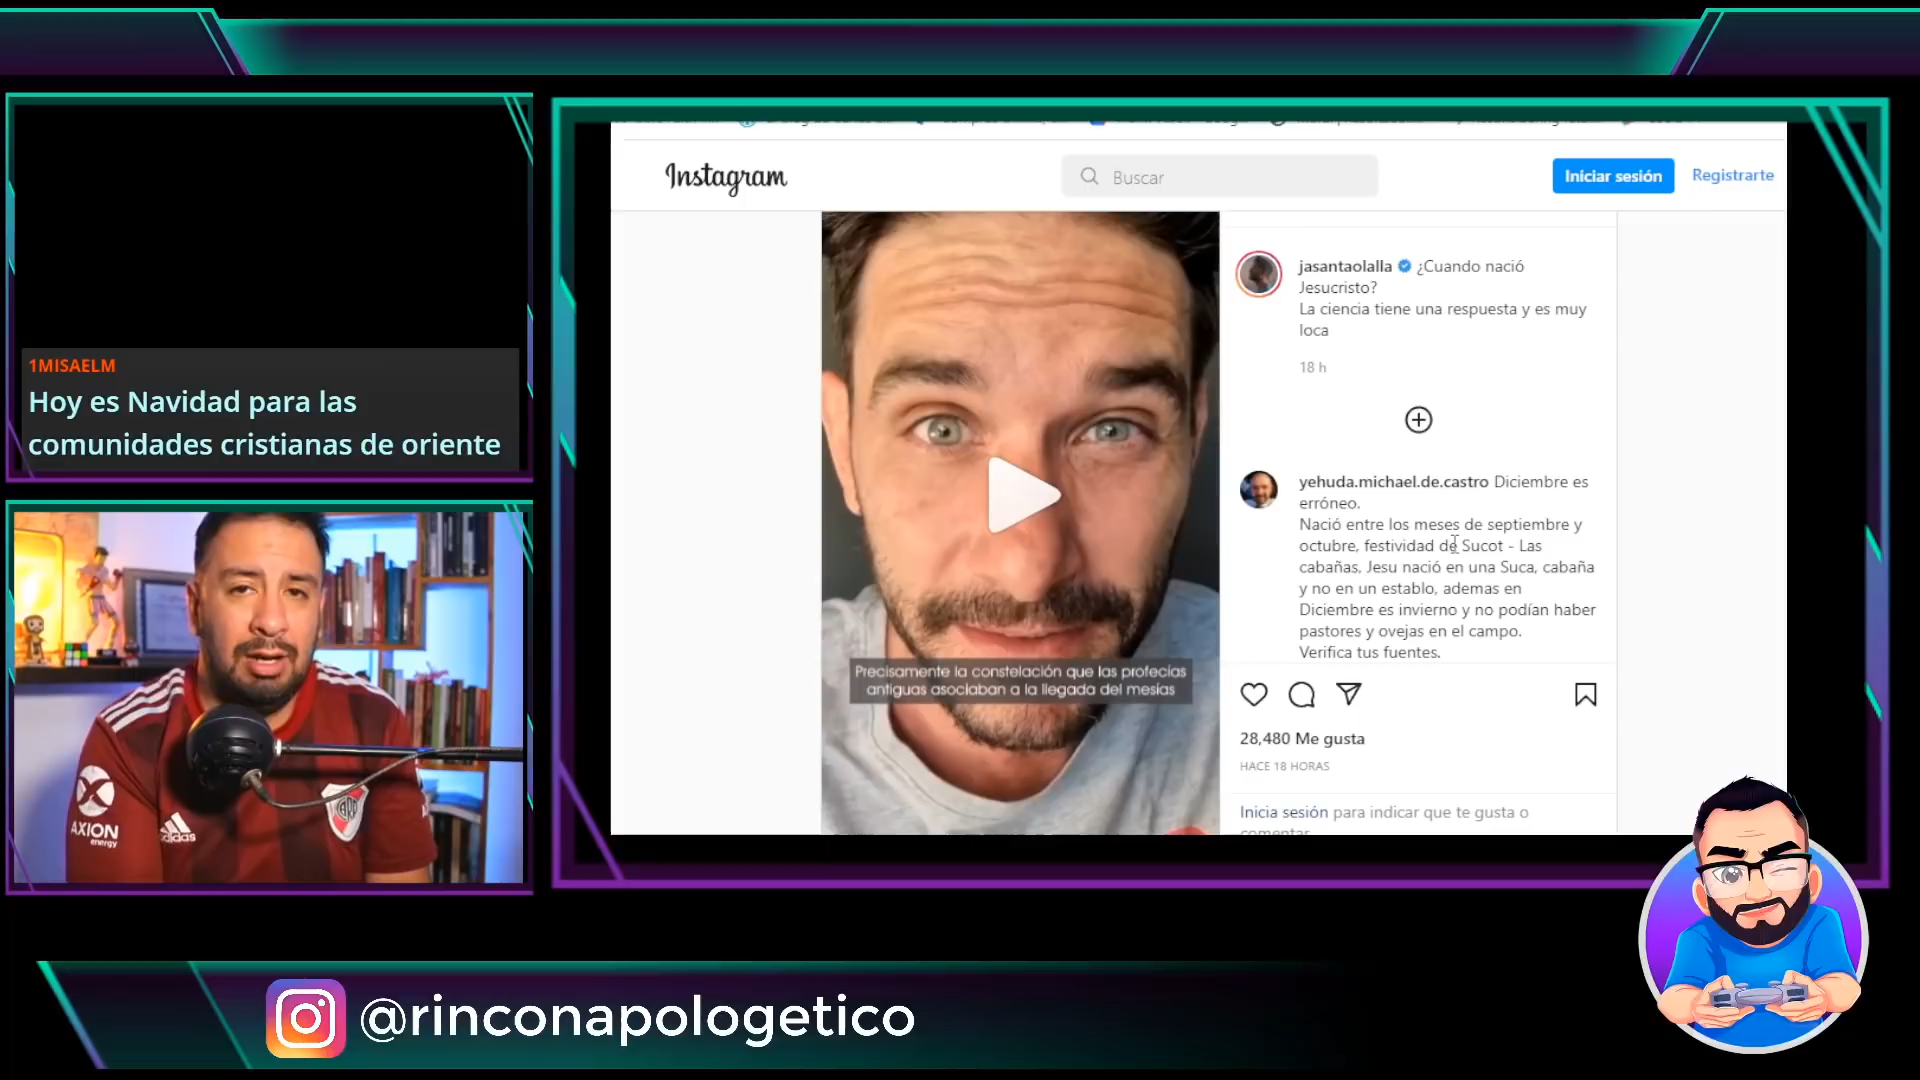 Instagram
Buscar
Iniciar sesión
Registrarte
1MISAELM
Hoy es Navidad para las
comunidades cristianas de oriente
jasantaolalla ¿Cuando nació
Jesucristo?
La ciencia tiene una respuesta y es muy
loca
18 h
yehuda.michael.de.castro Diciembre es
erróneo.
Nació entre los meses de septiembre y
octubre, festividad de Sucot - Las
cabañas, Jesu nació en una Suca, cabaña
y no en un establo, ademas en
Diciembre es invierno y no podían haber
pastores y ovejas en el campo.
Verifica tus fuentes.
Precisamente la constelación que las profecías
antiguas asociaban a la llegada del mesías
28,480 Me gusta
HACE 18 HORAS
Inicia sesión para indicar que te gusta o
comentar.
AXION
energy
adidas
@rinconapologetico